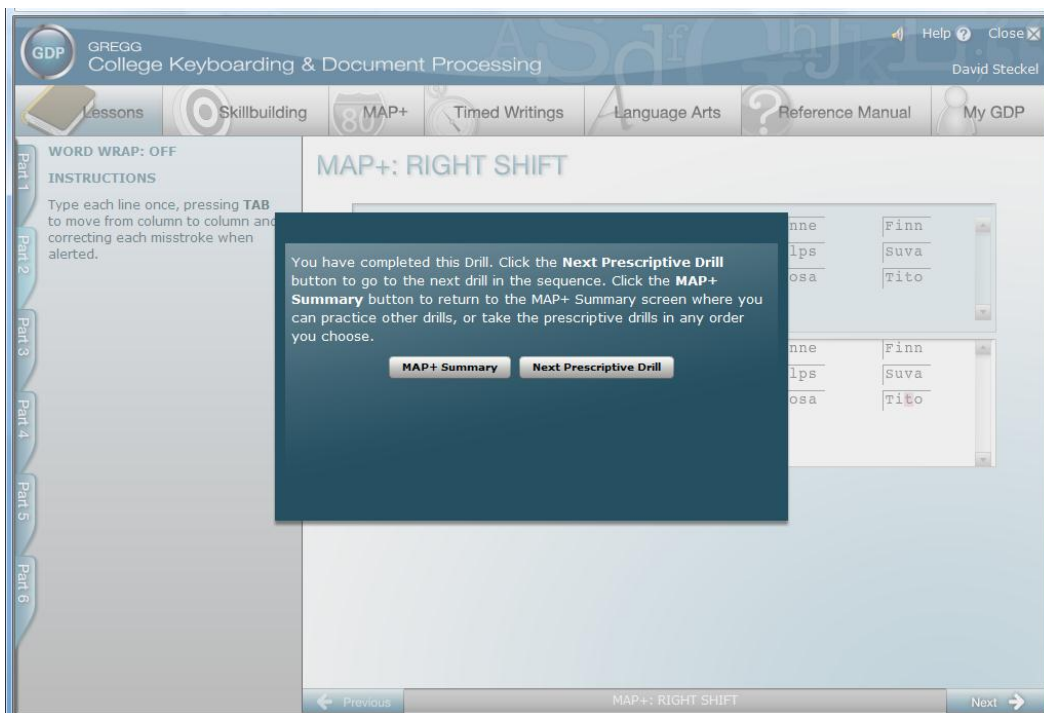 Help ? Close
GDP GREGG
College Keyboarding & Document Processing
David Steckel
Lessons Skillbuilding MAP+ Timed Writings Language Arts Reference Manual My GDP
Part 1
Part 2
Part 3
Part 4
Part 5
Part 6
WORD WRAP: OFF
INSTRUCTIONS
Type each line once, pressing TAB
to move from column to column and
correcting each misstroke when
alerted.
MAP+: RIGHT SHIFT
nne Finn
lps Suva
osa Tito
nne Finn
lps Suva
osa Tito
You have completed this Drill. Click the Next Prescriptive Drill
button to go to the next drill in the sequence. Click the MAP+
Summary button to return to the MAP+ Summary screen where you
can practice other drills, or take the prescriptive drills in any order
you choose.
MAP+ Summary Next Prescriptive Drill
Previous MAP+: RIGHT SHIFT Next